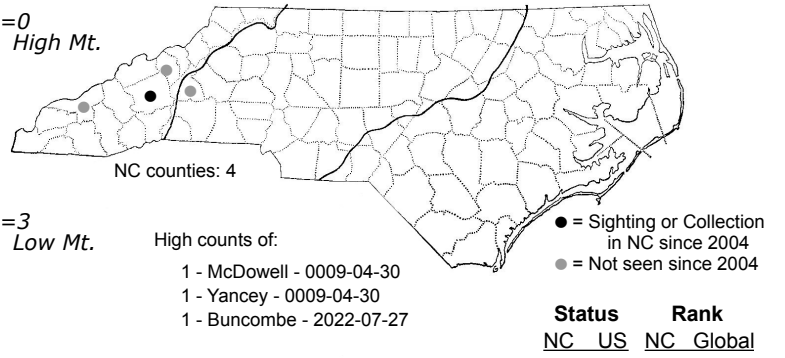 =0
High Mt.
NC counties: 4
=3
Low Mt.
High counts of:
1 - McDowell - 0009-04-30
1 - Yancey - 0009-04-30
1 - Buncombe - 2022-07-27
● = Sighting or Collection
in NC since 2004
● = Not seen since 2004
Status Rank
NC US NC Global